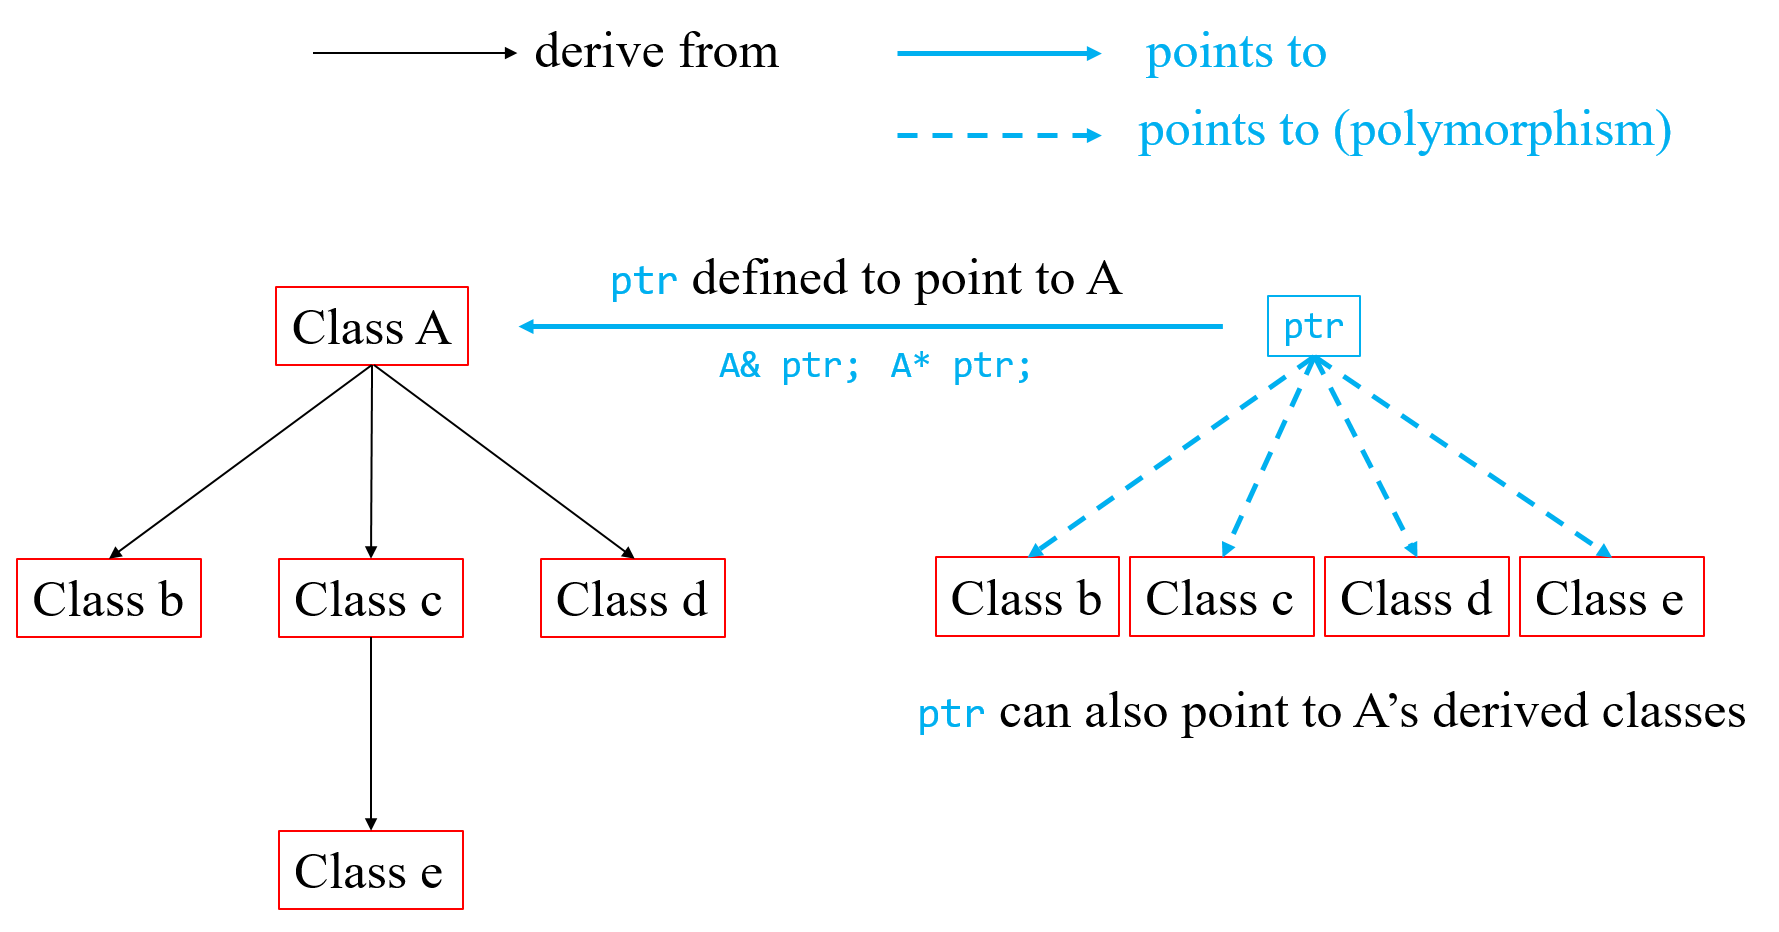 derive from
points to
points to (polymorphism)
ptr defined to point to A
Class A
ptr
A& ptr; A* ptr;
Class b
Class c
Class d
Class b
Class c
Class d
Class e
ptr can also point to A’s derived classes
Class e